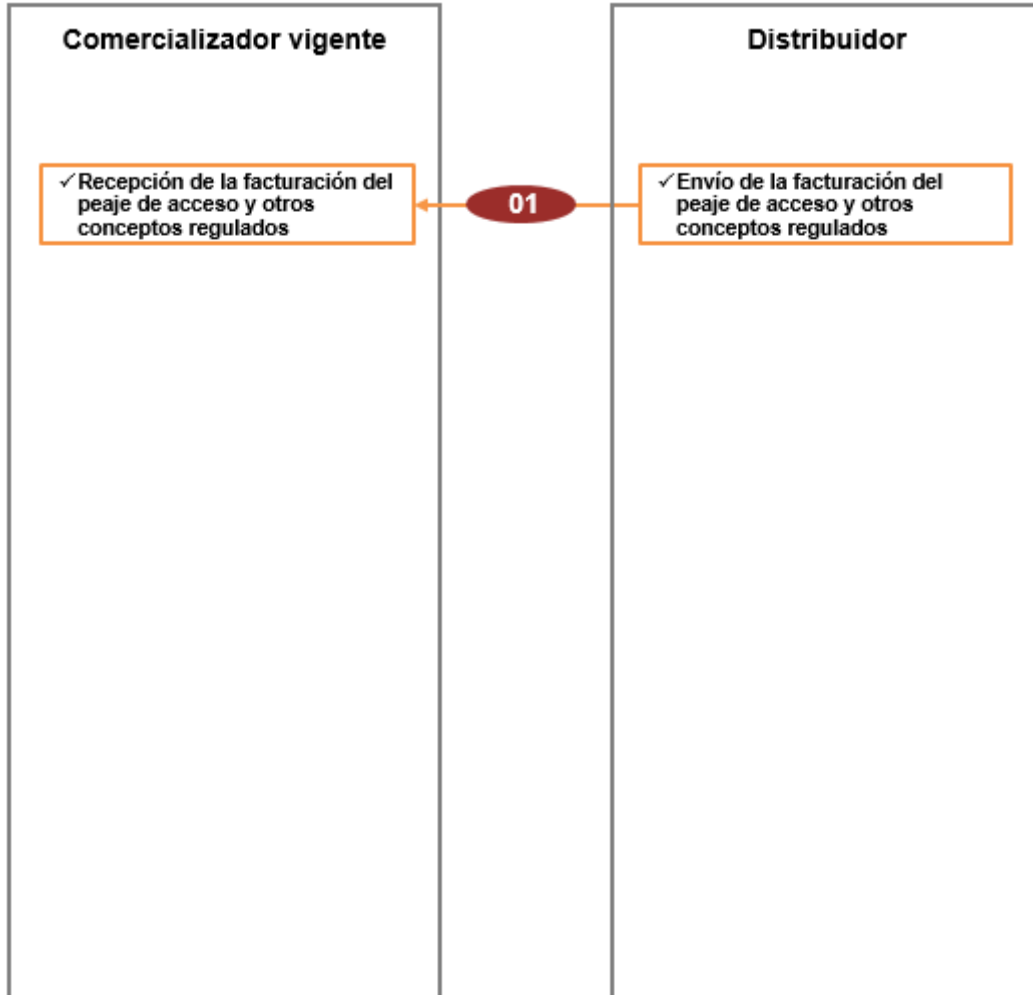 Comercializador vigente
Distribuidor
✓Recepción de la facturación del
peaje de acceso y otros
conceptos regulados
01
✓Envío de la facturación del
peaje de acceso y otros
conceptos regulados